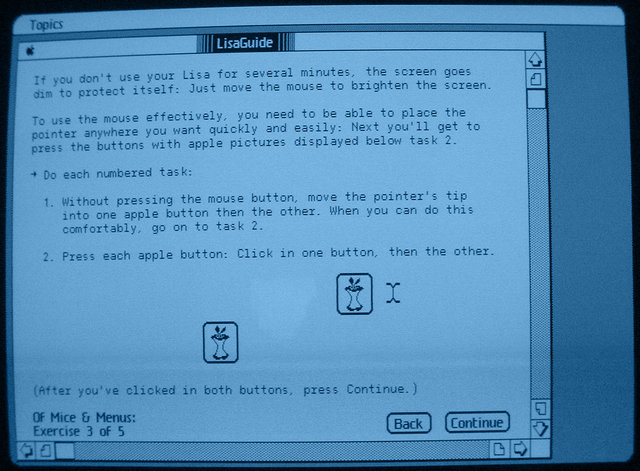 Topics
LisaGuide
If you don't use your Lisa for several minutes, the screen goes
dim to protect itself: Just move the mouse to brighten the screen.
To use the mouse effectively, you need to be able to place the
pointer anywhere you want quickly and easily: Next you'll get to
press the buttons with apple pictures displayed below task 2.
→ Do each numbered task:
1. Without pressing the mouse button, move the pointer's tip
into one apple button then the other. When you can do this
comfortably, go on to task 2.
2. Press each apple button: Click in one button, then the other.
(After you've clicked in both buttons, press Continue.)
Of Mice & Menus:
Exercise 3 of 5
Back
Continue